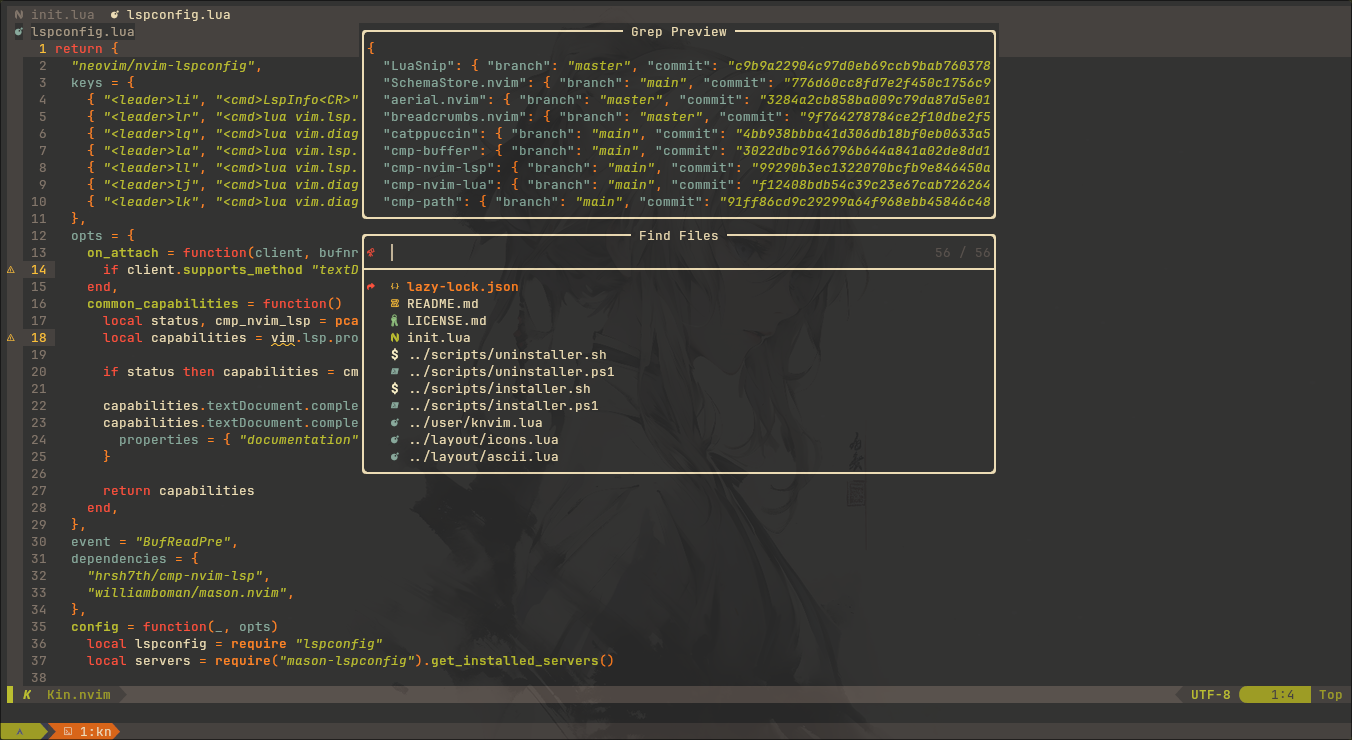 init.lua lspconfig.lua
lspconfig.lua
Grep Preview
{
"LuaSnip": { "branch": "master", "commit": "c9b9a22904c97d0eb69ccb9bab760378
"SchemaStore.nvim": { "branch": "main", "commit": "776d60cc8fd7e2f450c1756c9
"aerial.nvim": { "branch": "master", "commit": "3284a2cb858ba009c79da87d5e01
"breadcrumbs.nvim": { "branch": "master", "commit": "9f764278784ce2f10dbe2f5
"catppuccin": { "branch": "main", "commit": "4bb938bbba41d306db18bf0eb0633a5
"cmp-buffer": { "branch": "main", "commit": "3022dbc9166796b644a841a02de8dd1
"cmp-nvim-lsp": { "branch": "main", "commit": "99290b3ec1322070bcfb9e846450a
"cmp-nvim-lua": { "branch": "main", "commit": "f12408bdb54c39c23e67cab726264
"cmp-path": { "branch": "main", "commit": "91ff86cd9c29299a64f968ebb45846c48
Find Files
56 / 56
lazy-lock.json
README.md
LICENSE.md
init.lua
../scripts/uninstaller.sh
../scripts/uninstaller.ps1
../scripts/installer.sh
../scripts/installer.ps1
../user/knvim.lua
../layout/icons.lua
../layout/ascii.lua
1 return {
2 "neovim/nvim-lspconfig",
3 keys = {
4 { "<leader>li", "<cmd>LspInfo<CR>"
5 { "<leader>lr", "<cmd>lua vim.lsp.
6 { "<leader>lq", "<cmd>lua vim.diag
7 { "<leader>la", "<cmd>lua vim.lsp.
8 { "<leader>ll", "<cmd>lua vim.lsp.
9 { "<leader>lj", "<cmd>lua vim.diag
10 { "<leader>lk", "<cmd>lua vim.diag
11 },
12 opts = {
13 on_attach = function(client, bufnr
14 if client.supports_method "textD
15 end,
16 common_capabilities = function()
17 local status, cmp_nvim_lsp = pca
18 local capabilities = vim.lsp.pro
19
20 if status then capabilities = cm
21
22 capabilities.textDocument.comple
23 capabilities.textDocument.comple
24 properties = { "documentation"
25 }
26
27 return capabilities
28 end,
29 },
30 event = "BufReadPre",
31 dependencies = {
32 "hrsh7th/cmp-nvim-lsp",
33 "williamboman/mason.nvim",
34 },
35 config = function(_, opts)
36 local lspconfig = require "lspconfig"
37 local servers = require("mason-lspconfig").get_installed_servers()
38
K Kin.nvim UTF-8 1:4 Top
1:kn